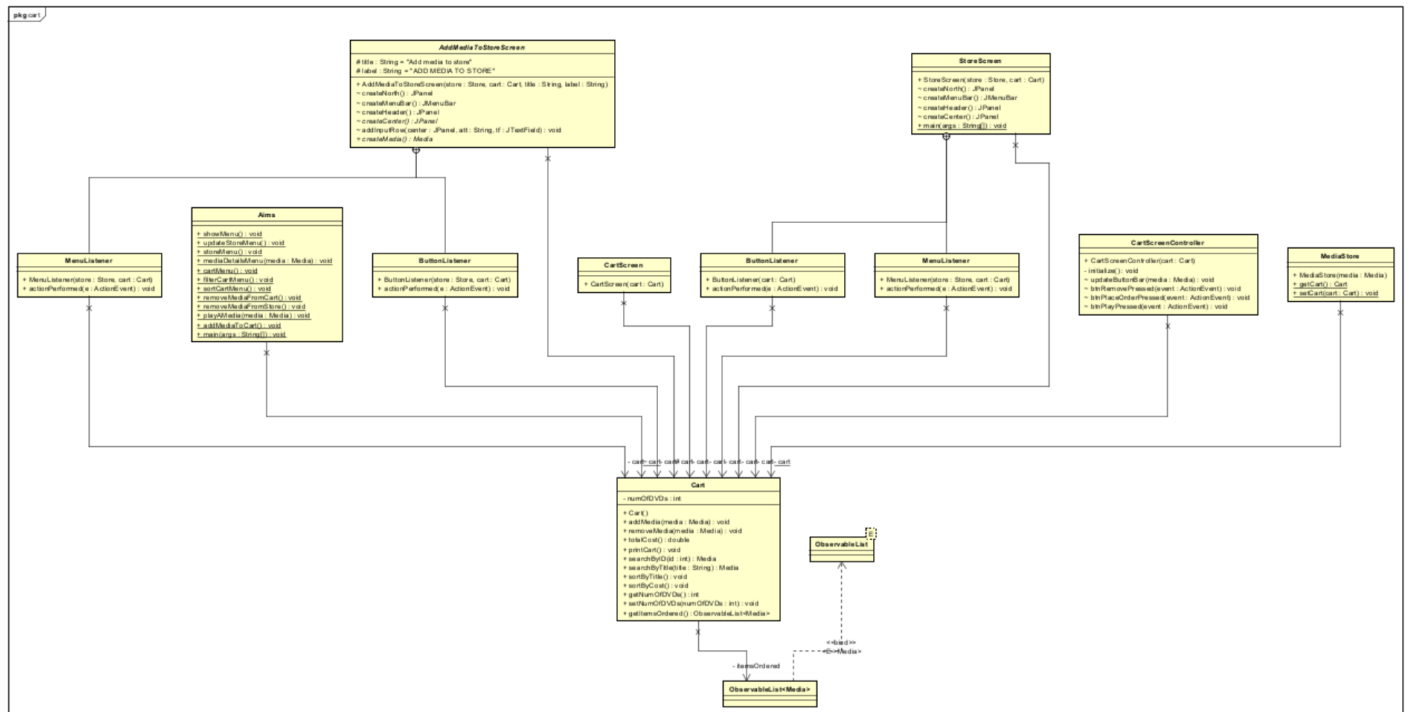 pkg cart
AddMediaToStoreScreen
# title : String = "Add media to store"
# label : String = "ADD MEDIA TO STORE"
+ AddMediaToStoreScreen(store : Store, cart : Cart, title : String, label : String)
~ createNorth() : JPanel
~ createMenuBar() : JMenuBar
~ createHeader() : JPanel
~ createCenter() : JPanel
~ addInputRow(center : JPanel, att : String, tf : JTextField) : void
~ createMedia() : Media
StoreScreen
+ StoreScreen(store : Store, cart : Cart)
~ createNorth() : JPanel
~ createMenuBar() : JMenuBar
~ createHeader() : JPanel
~ createCenter() : JPanel
+ main(args : String[]) : void
MenuListener
+ MenuListener(store : Store, cart : Cart)
+ actionPerformed(e : ActionEvent) : void
Aims
+ showMenu() : void
+ updateStoreMenu() : void
+ storeMenu() : void
+ mediaDetailsMenu(media : Media) : void
+ cartMenu() : void
+ filterCartMenu() : void
+ sortCartMenu() : void
+ removeMediaFromCart() : void
+ removeMediaFromStore() : void
+ playAMedia(media : Media) : void
+ addMediaToCart() : void
+ main(args : String[]) : void
ButtonListener
+ ButtonListener(store : Store, cart : Cart)
+ actionPerformed(e : ActionEvent) : void
CartScreen
+ CartScreen(cart : Cart)
ButtonListener
+ ButtonListener(cart : Cart)
+ actionPerformed(e : ActionEvent) : void
MenuListener
+ MenuListener(store : Store, cart : Cart)
+ actionPerformed(e : ActionEvent) : void
CartScreenController
+ CartScreenController(cart : Cart)
- initialize() : void
~ updateButtonBar(media : Media) : void
~ btnRemovePressed(event : ActionEvent) : void
~ btnPlaceOrderPressed(event : ActionEvent) : void
~ btnPlayPressed(event : ActionEvent) : void
MediaStore
+ MediaStore(media : Media)
+ getCart() : Cart
+ setCart(cart : Cart) : void
- cart - cart - cart # cart - cart - cart - cart - cart - cart - cart
Cart
- numOfDVDs : int
+ Cart()
+ addMedia(media : Media) : void
+ removeMedia(media : Media) : void
+ totalCost() : double
+ printCart() : void
+ searchByID(id : int) : Media
+ searchByTitle(title : String) : Media
+ sortByTitle() : void
+ sortByCost() : void
+ getNumOfDVDs() : int
+ setNumOfDVDs(numOfDVDs : int) : void
+ getItemsOrdered() : ObservableList<Media>
E
ObservableList
<<bind>>
<E->Media>
- itemsOrdered
ObservableList<Media>